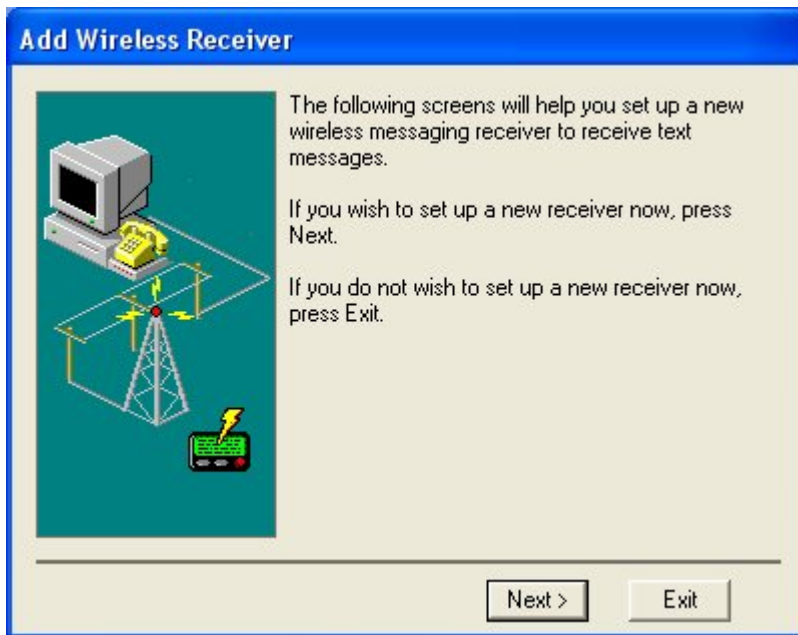 Add Wireless Receiver
The following screens will help you set up a new
wireless messaging receiver to receive text
messages.
If you wish to set up a new receiver now, press
Next.
If you do not wish to set up a new receiver now,
press Exit.
Next >
Exit